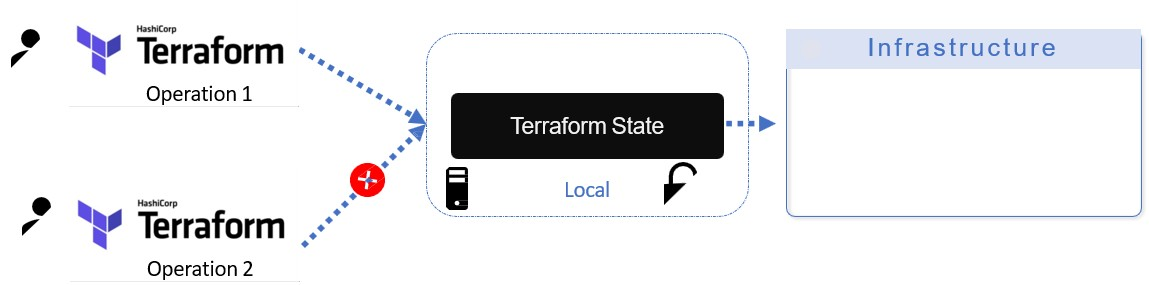 HashiCorp
Terraform
Operation 1
HashiCorp
Terraform
Operation 2
Terraform State
Local
Infrastructure